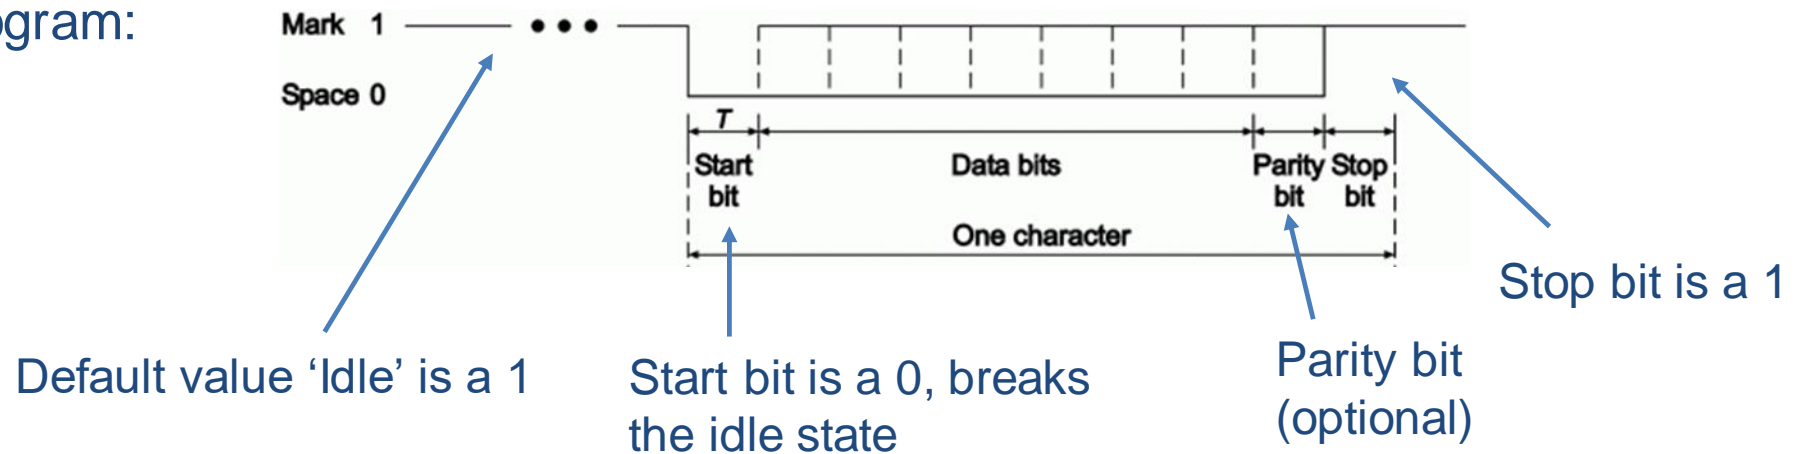 ogram:
Mark 1
Space 0
T
Start
bit
Data bits
Parity
bit
Stop
bit
One character
Default value ‘Idle’ is a 1
Start bit is a 0, breaks
the idle state
Parity bit
(optional)
Stop bit is a 1